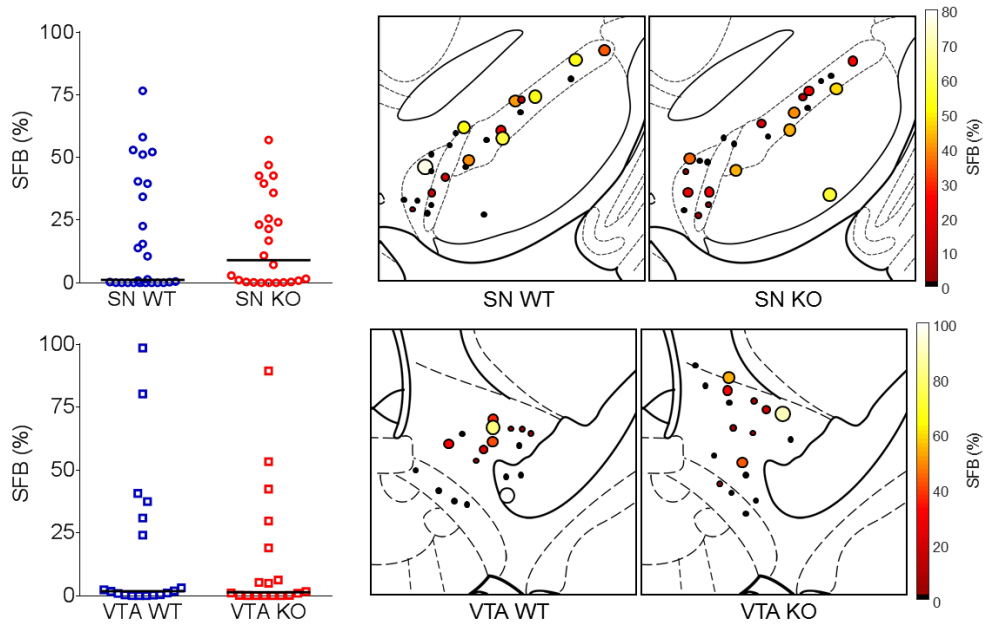 100
75
50
25
0
SFB (%)
SN WT
SN KO
SN WT
SN KO
80
70
60
50
40
30
20
10
0
SFB (%)
100
75
50
25
0
SFB (%)
VTA WT
VTA KO
VTA WT
VTA KO
100
80
60
40
20
0
SFB (%)